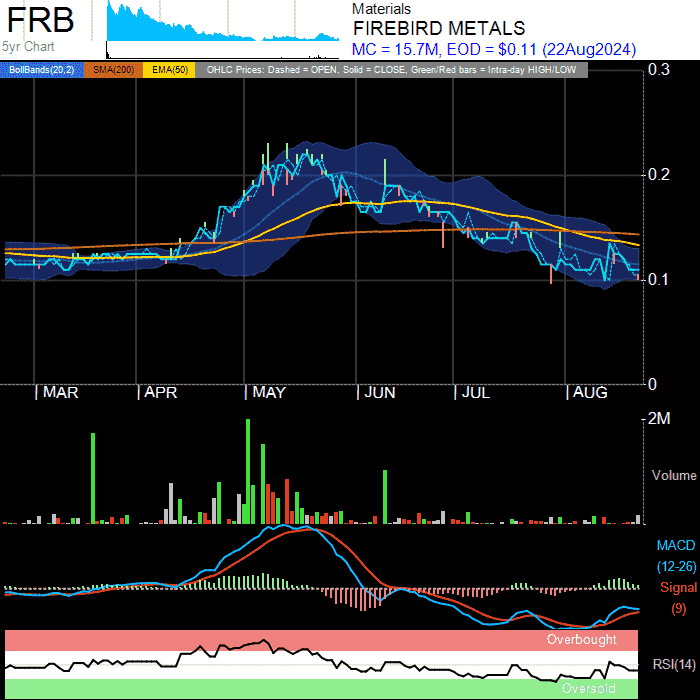 FRB
5yr Chart
Materials
FIREBIRD METALS
MC = 15.7M, EOD = $0.11 (22Aug2024)
BollBands(20,2) SMA(200) EMA(50) OHLC Prices: Dashed = OPEN, Solid = CLOSE, Green/Red bars = Intra-day HIGH/LOW
0.3
0.2
0.1
0
| MAR | APR | MAY | JUN | JUL | AUG
2M
Volume
MACD
(12-26)
Signal
(9)
Overbought
RSI(14)
Oversold